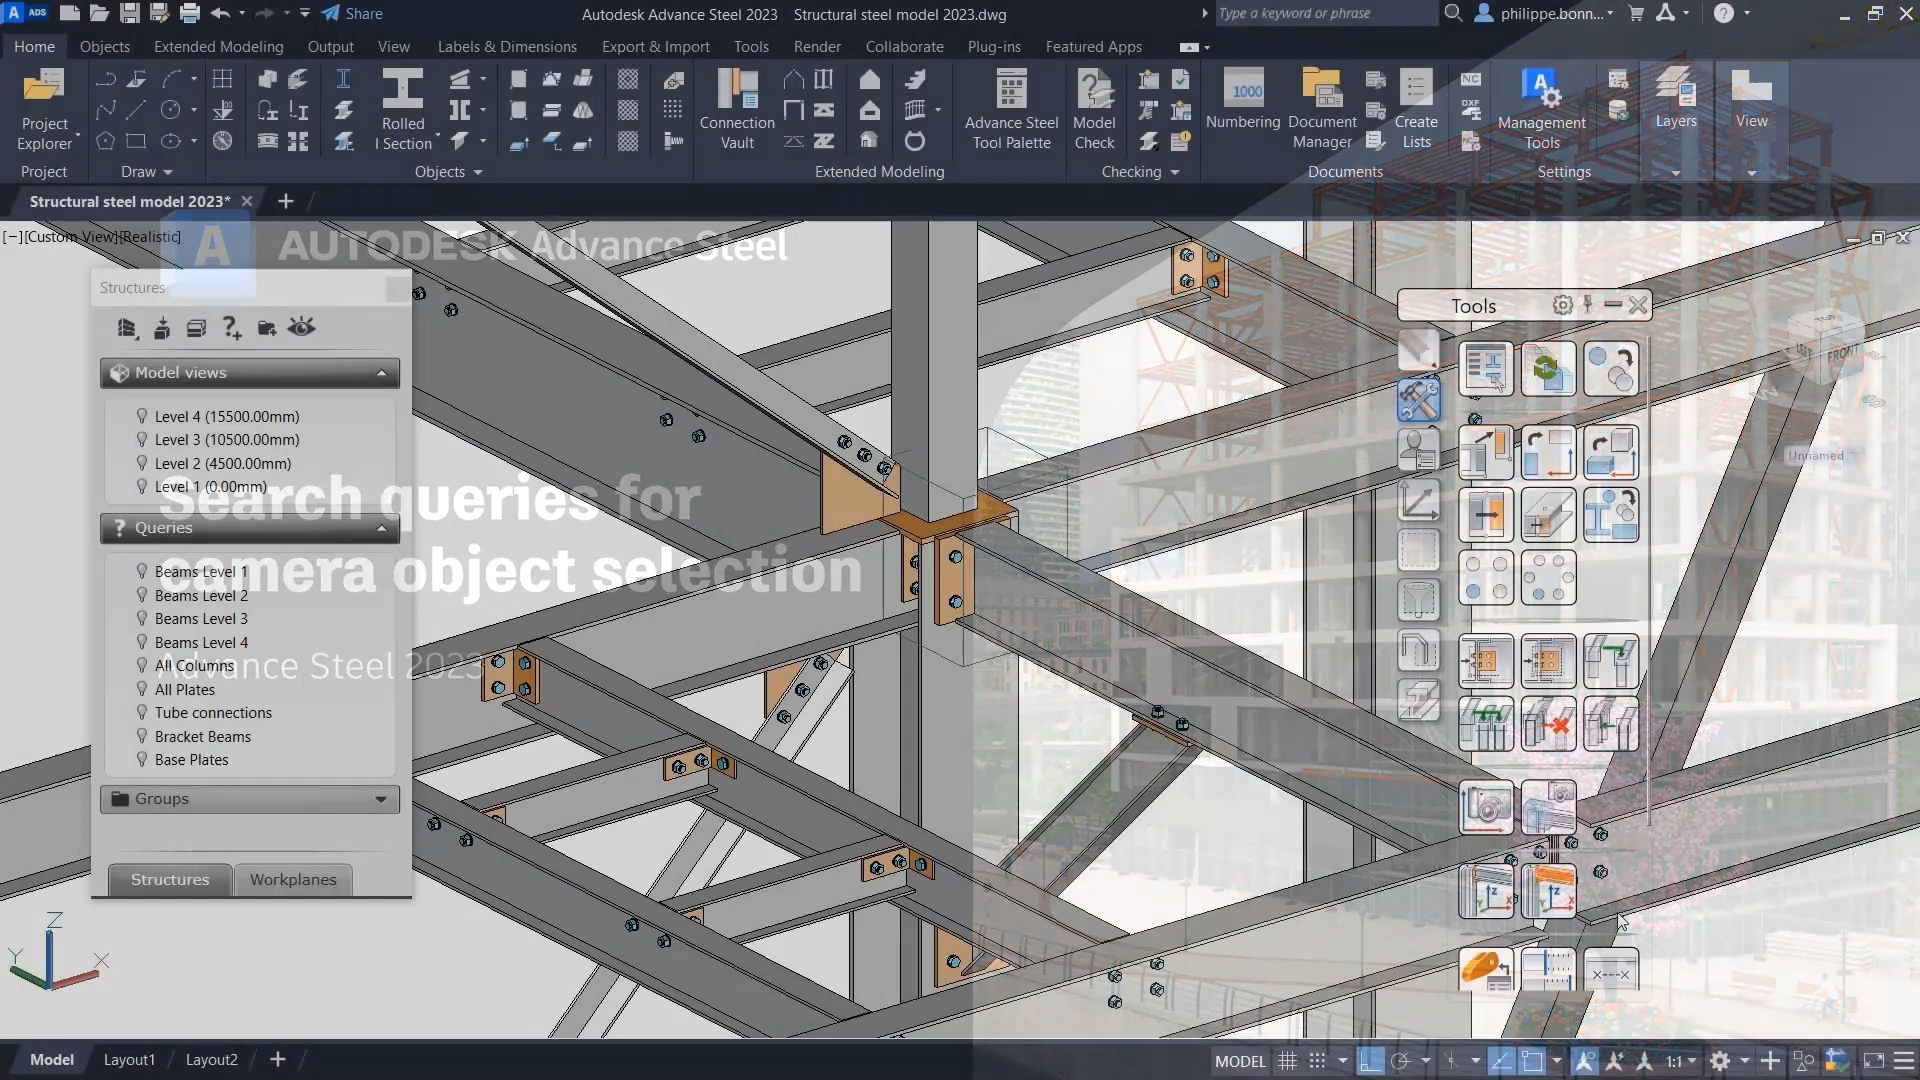 A ADS
Share
Autodesk Advance Steel 2023 Structural steel model 2023.dwg
Type a keyword or phrase
philippe.bonn...
Home Objects Extended Modeling Output View Labels & Dimensions Export & Import Tools Render Collaborate Plug-ins Featured Apps
Project
Explorer
Rolled
I Section
Connection
Vault
Advance Steel
Tool Palette
Model
Check
1000
Numbering
Document
Manager
Create
Lists
NC
DXF
Management
Tools
Layers
View
Project
Draw
Objects
Extended Modeling
Checking
Documents
Settings
Structural steel model 2023*
[−][Custom View][Realistic]
A AUTODESK Advance Steel
Structures
Model views
Level 4 (15500.00mm)
Level 3 (10500.00mm)
Level 2 (4500.00mm)
Level 1 (0.00mm)
Search queries for
camera object selection
Advance Steel 2023
Queries
Beams Level 1
Beams Level 2
Beams Level 3
Beams Level 4
All Columns
All Plates
Tube connections
Bracket Beams
Base Plates
Groups
Structures Workplanes
Tools
LEFT FRONT
Unnamed
Z
Y
X
Model Layout1 Layout2
MODEL
1:1